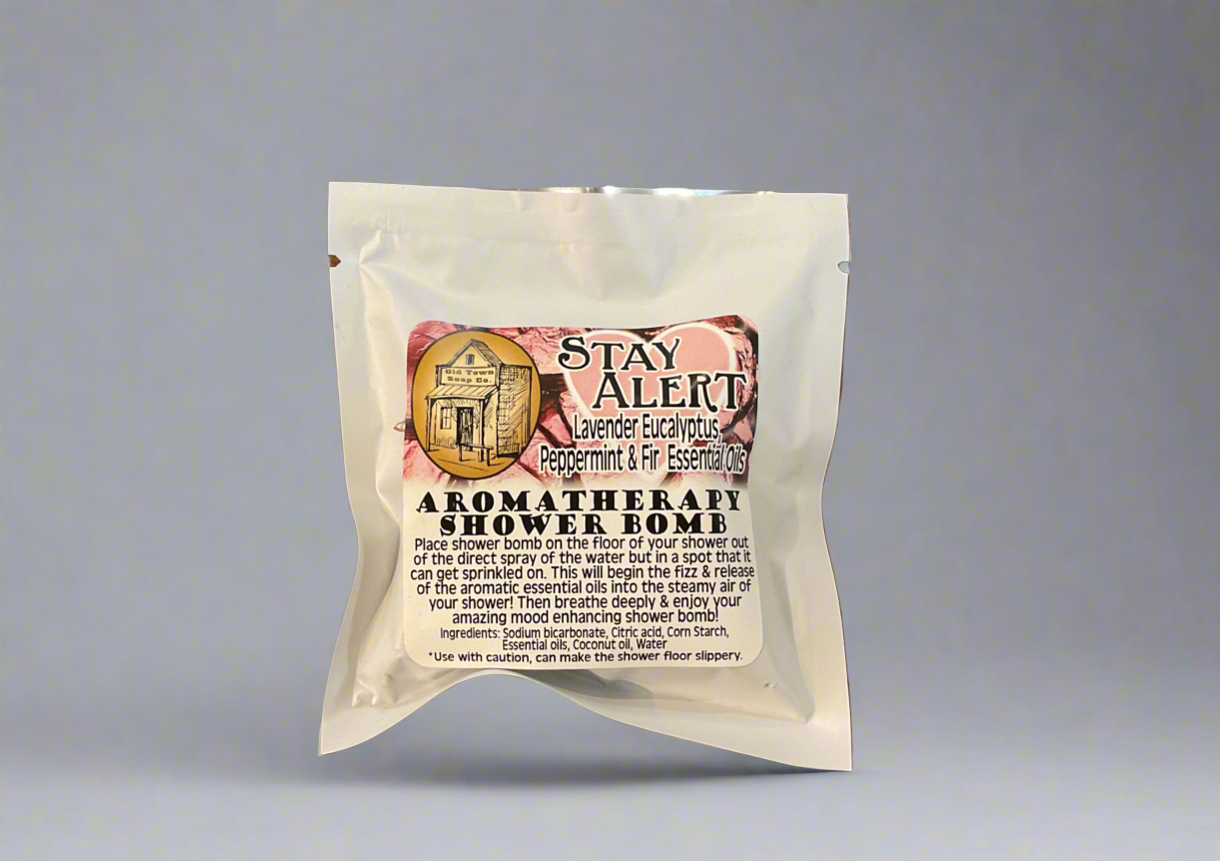 Old Town
Soap Co.
STAY
ALERT
Lavender Eucalyptus,
Peppermint & Fir Essential Oils
AROMATHERAPY
SHOWER BOMB
Place shower bomb on the floor of your shower out
of the direct spray of the water but in a spot that it
can get sprinkled on. This will begin the fizz & release
of the aromatic essential oils into the steamy air of
your shower! Then breathe deeply & enjoy your
amazing mood enhancing shower bomb!
Ingredients: Sodium bicarbonate, Citric acid, Corn Starch,
Essential oils, Coconut oil, Water
*Use with caution, can make the shower floor slippery.